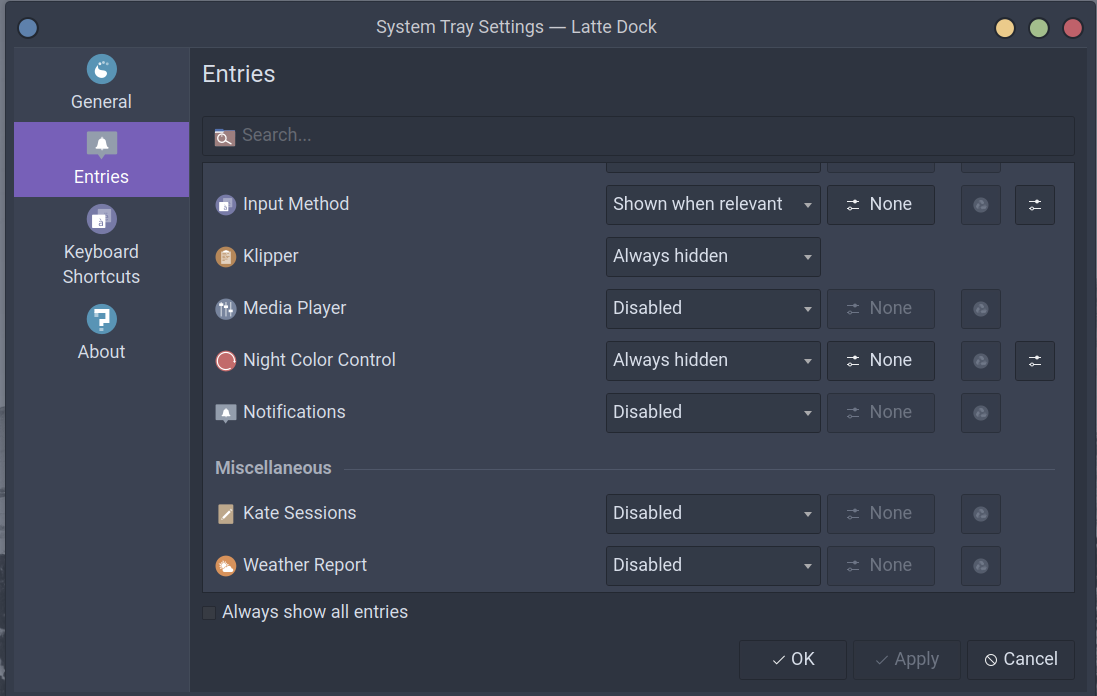 System Tray Settings — Latte Dock
General
Entries
Keyboard
Shortcuts
About
Entries
Search...
Input Method Shown when relevant None
Klipper Always hidden
Media Player Disabled None
Night Color Control Always hidden None
Notifications Disabled None
Miscellaneous
Kate Sessions Disabled None
Weather Report Disabled None
Always show all entries
OK Apply Cancel